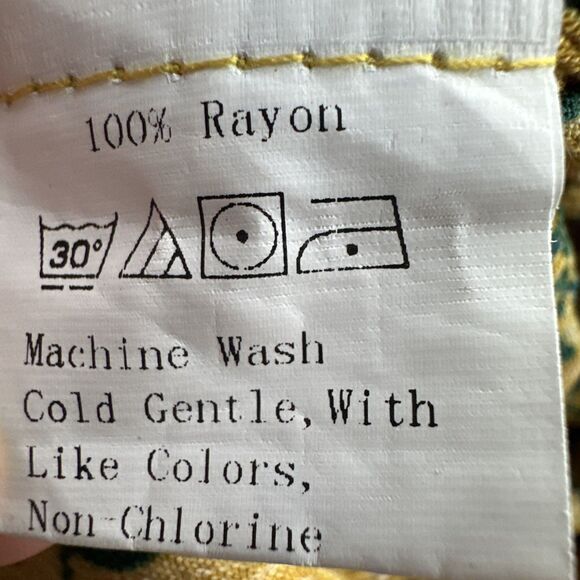 100% Rayon
30°
Machine Wash
Cold Gentle, With
Like Colors,
Non-Chlorine